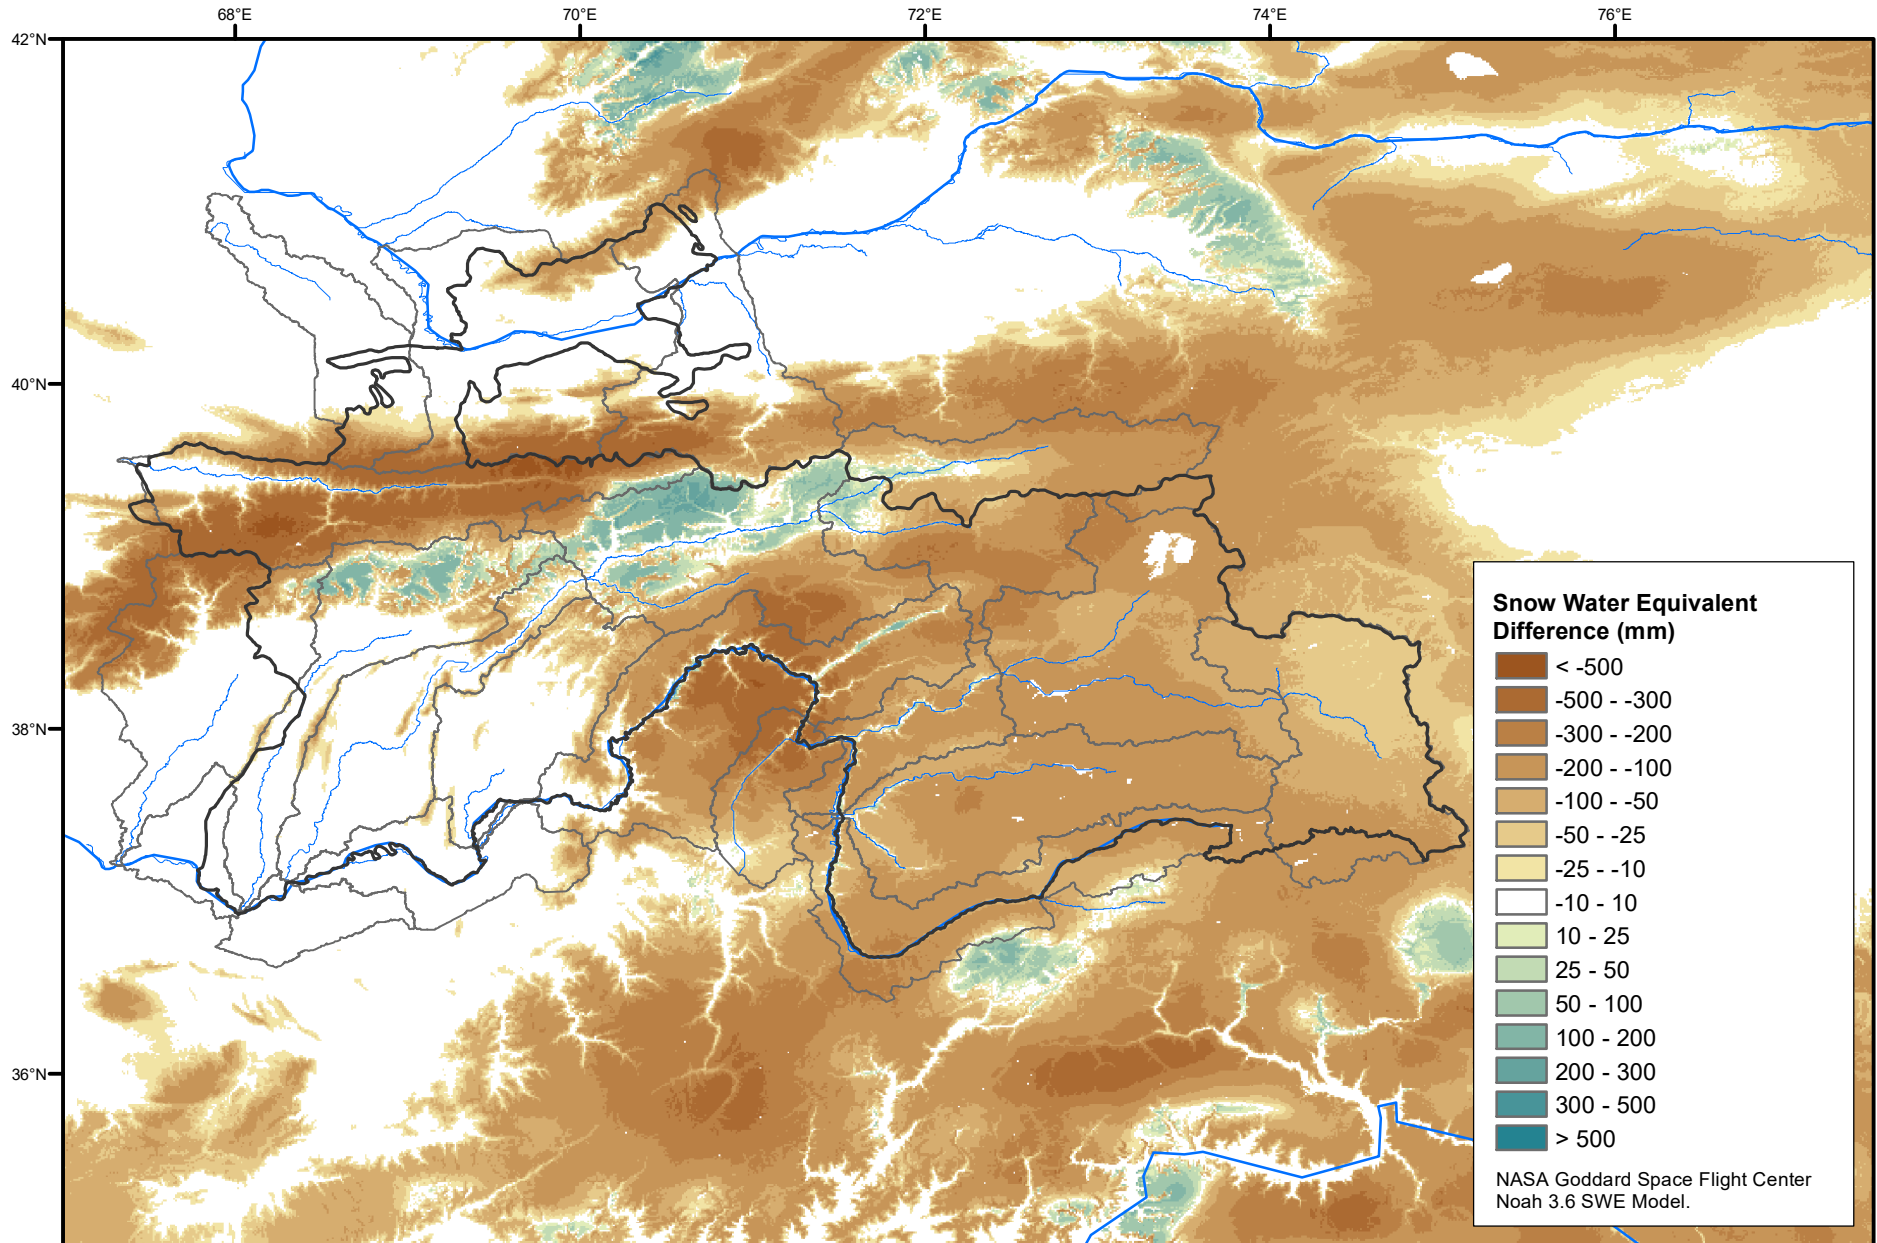 68°E
70°E
72°E
74°E
76°E
42°N
40°N
38°N
36°N
Snow Water Equivalent
Difference (mm)
< -500
-500 - -300
-300 - -200
-200 - -100
-100 - -50
-50 - -25
-25 - -10
-10 - 10
10 - 25
25 - 50
50 - 100
100 - 200
200 - 300
300 - 500
> 500
NASA Goddard Space Flight Center
Noah 3.6 SWE Model.